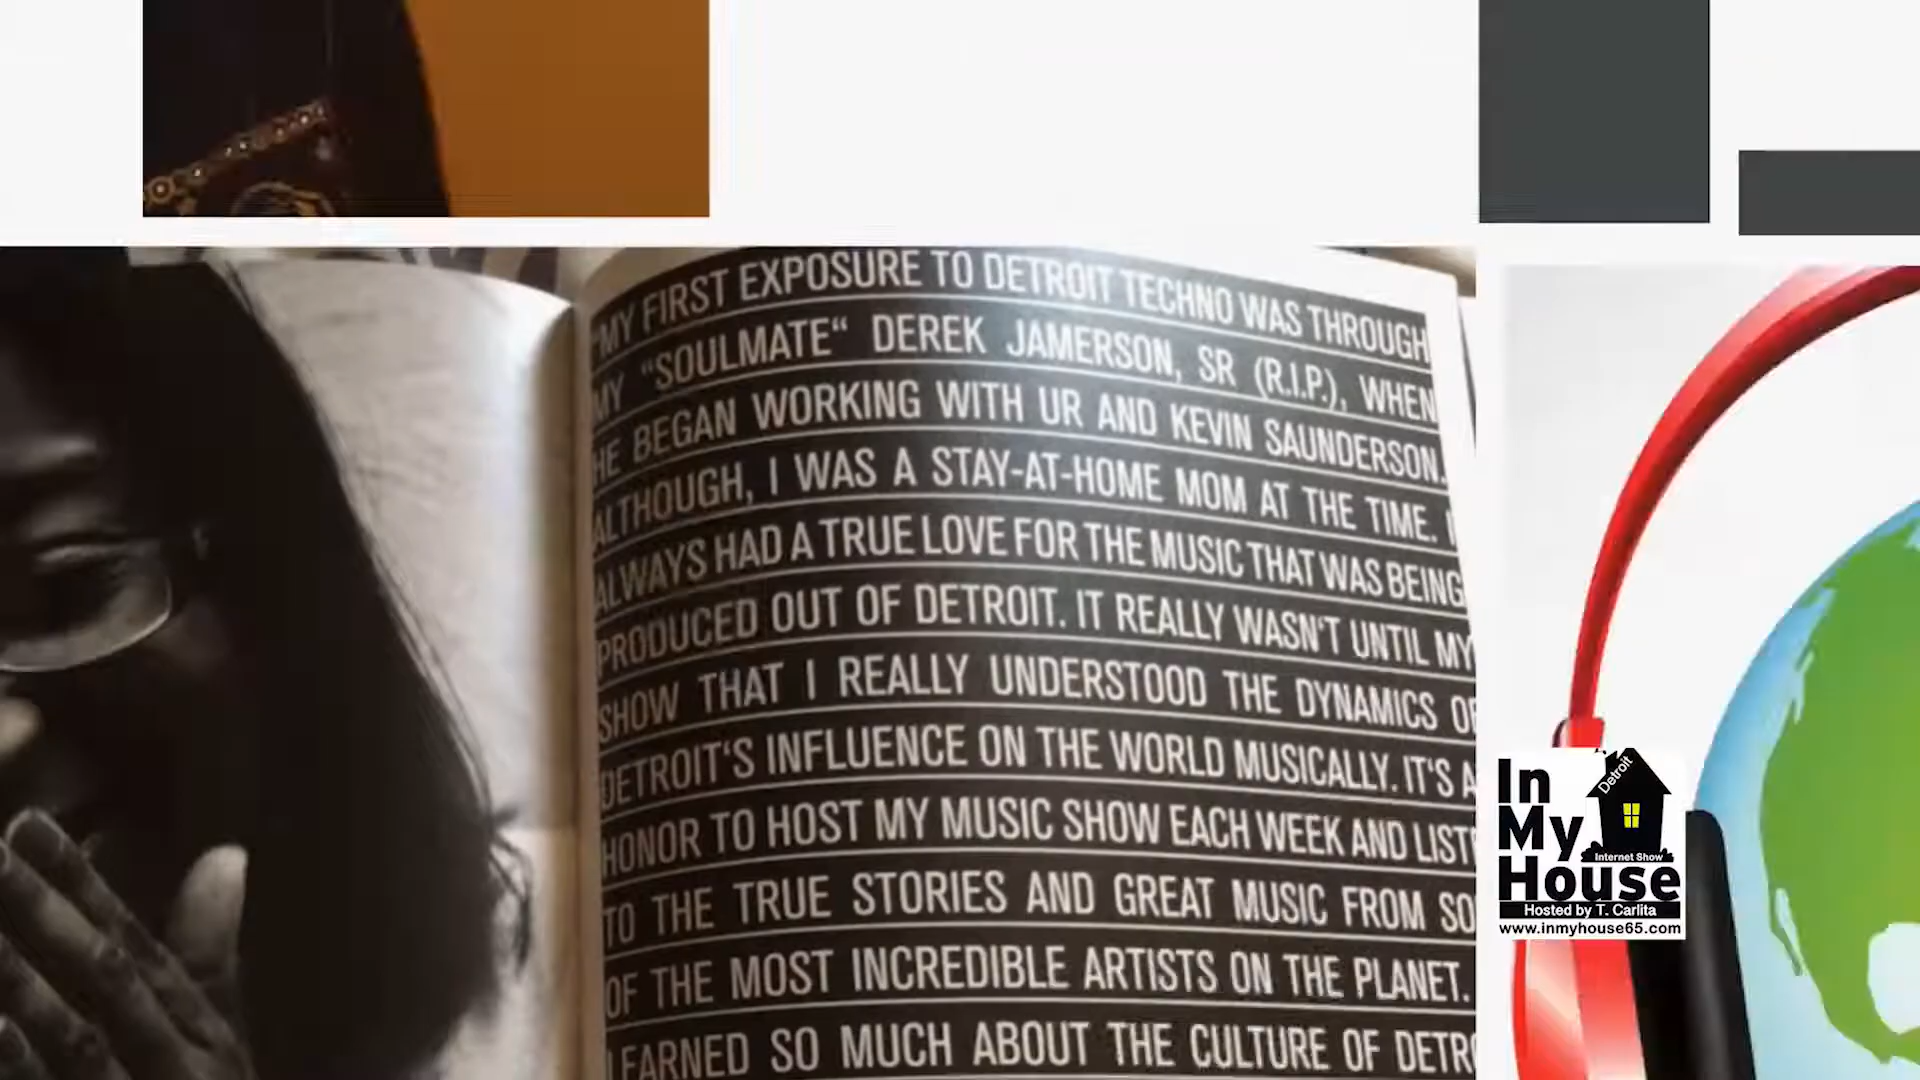 "MY FIRST EXPOSURE TO DETROIT TECHNO WAS THROUGH
MY "SOULMATE" DEREK JAMERSON, SR (R.I.P.), WHEN
HE BEGAN WORKING WITH UR AND KEVIN SAUNDERSON.
ALTHOUGH, I WAS A STAY-AT-HOME MOM AT THE TIME. I
ALWAYS HAD A TRUE LOVE FOR THE MUSIC THAT WAS BEING
PRODUCED OUT OF DETROIT. IT REALLY WASN'T UNTIL MY
SHOW THAT I REALLY UNDERSTOOD THE DYNAMICS OF
DETROIT'S INFLUENCE ON THE WORLD MUSICALLY. IT'S A
HONOR TO HOST MY MUSIC SHOW EACH WEEK AND LIST
TO THE TRUE STORIES AND GREAT MUSIC FROM SO
OF THE MOST INCREDIBLE ARTISTS ON THE PLANET.
LEARNED SO MUCH ABOUT THE CULTURE OF DETR
In
My
House
Detroit
Internet Show
Hosted by T. Carlita
www.inmyhouse65.com